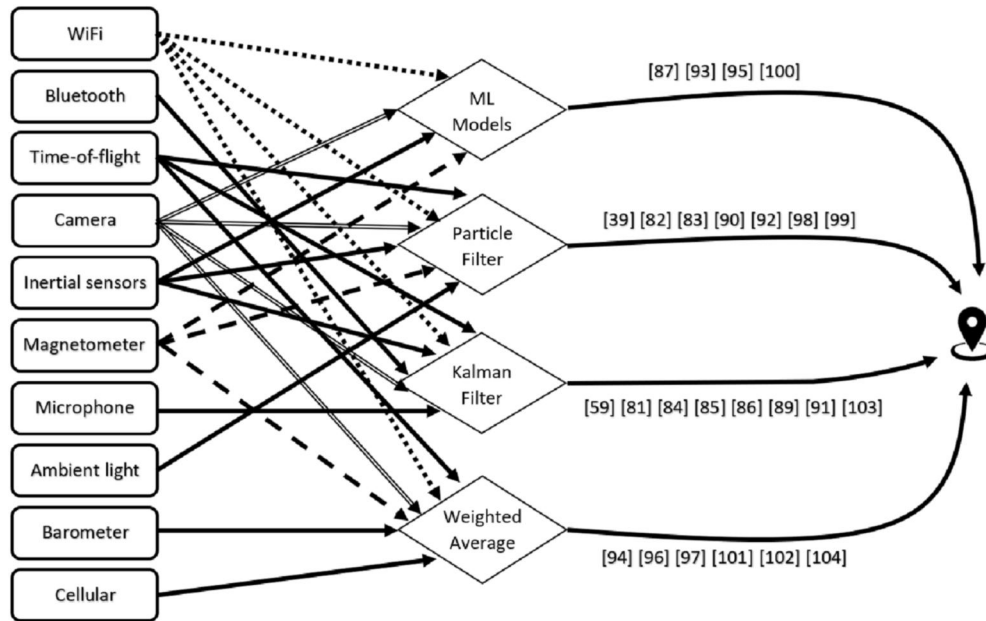 WiFi
Bluetooth
Time-of-flight
Camera
Inertial sensors
Magnetometer
Microphone
Ambient light
Barometer
Cellular
ML
Models
Particle
Filter
Kalman
Filter
Weighted
Average
[87] [93] [95] [100]
[39] [82] [83] [90] [92] [98] [99]
[59] [81] [84] [85] [86] [89] [91] [103]
[94] [96] [97] [101] [102] [104]